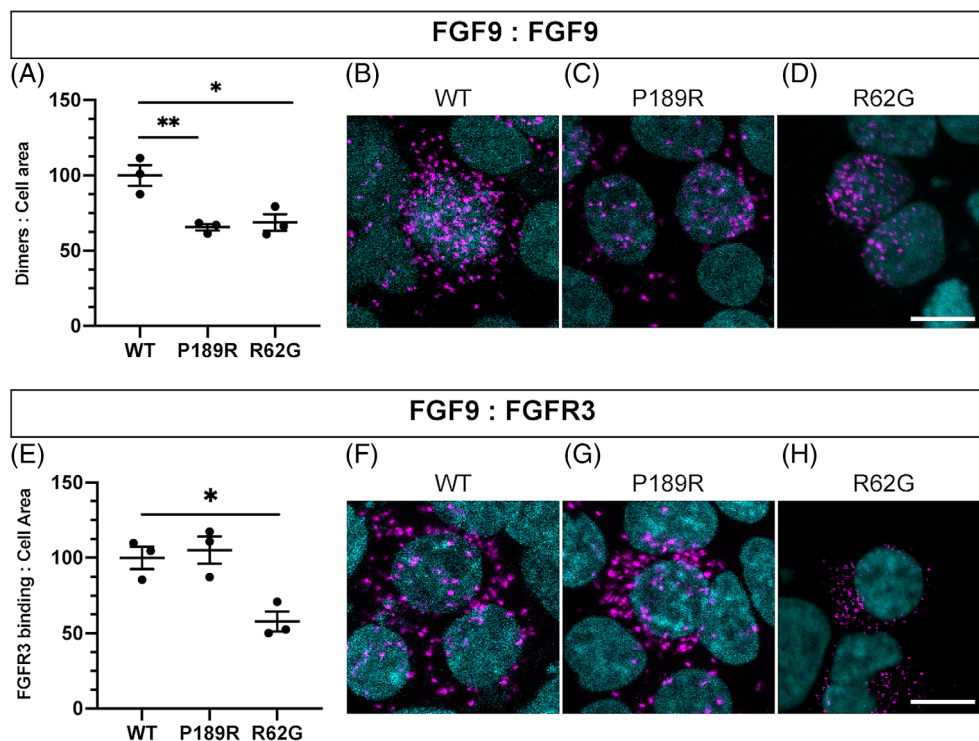 FGF9 : FGF9
(A)
(B)
(C)
(D)
WT
P189R
R62G
Dimers : Cell area
150
100
50
0
*
**
WT
P189R
R62G
FGF9 : FGFR3
(E)
(F)
(G)
(H)
WT
P189R
R62G
FGFR3 binding : Cell Area
150
100
50
0
*
WT
P189R
R62G